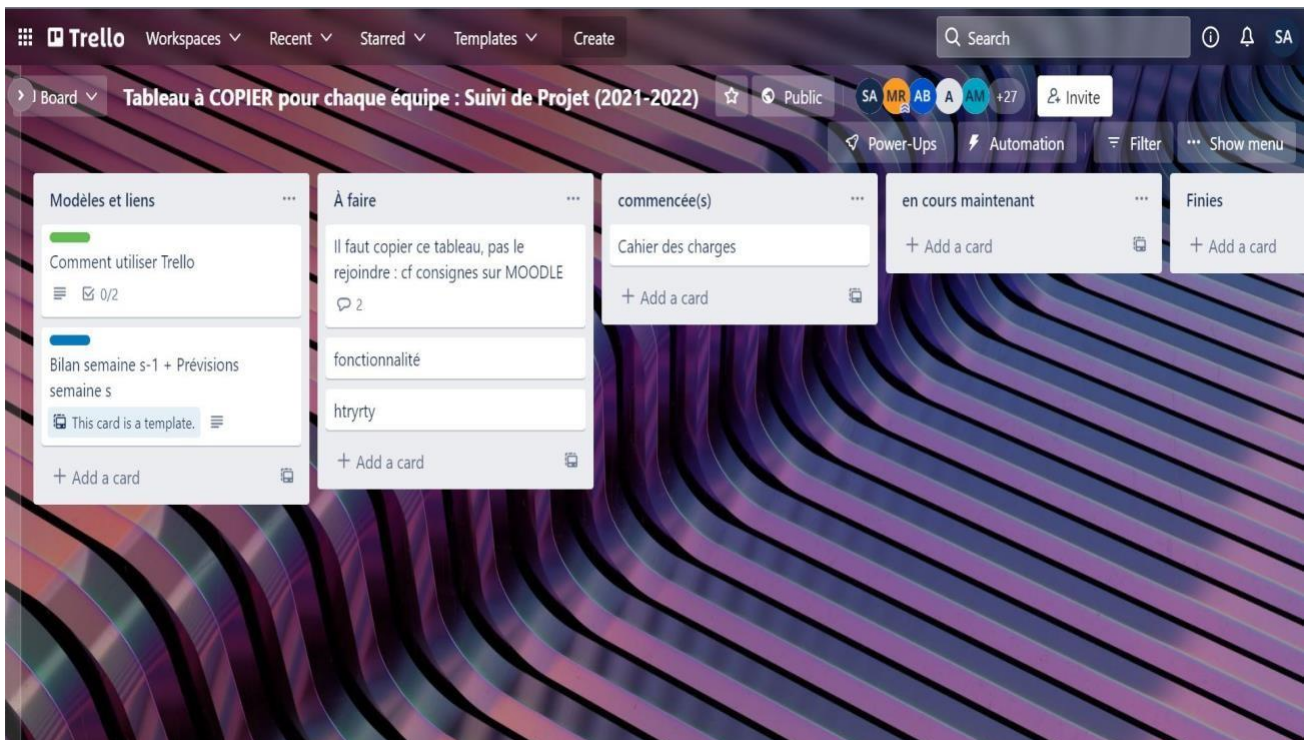 Trello Workspaces Recent Starred Templates Create Search SA
Board Tableau à COPIER pour chaque équipe : Suivi de Projet (2021-2022) Public SA MR AB A AM +27 Invite
Power-Ups Automation Filter ··· Show menu
Modèles et liens ···
Comment utiliser Trello
0/2
Bilan semaine s-1 + Prévisions
semaine s
This card is a template.
+ Add a card
À faire ···
Il faut copier ce tableau, pas le
rejoindre : cf consignes sur MOODLE
2
fonctionnalité
htryrty
+ Add a card
commencée(s) ···
Cahier des charges
+ Add a card
en cours maintenant ···
+ Add a card
Finies
+ Add a card